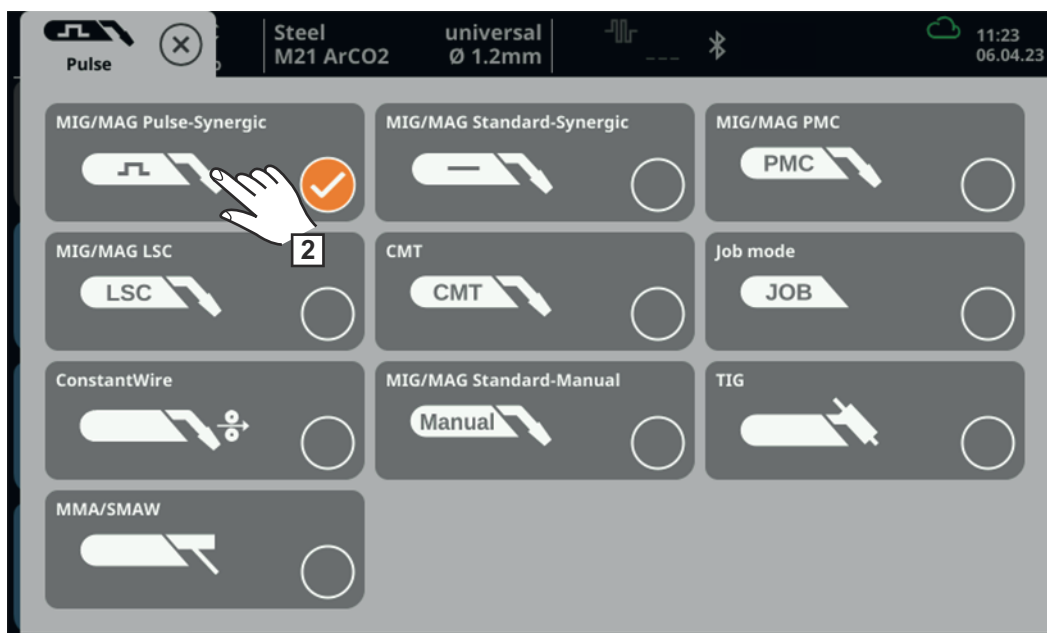 Pulse
Steel universal
M21 ArCO2 Ø 1.2mm
---
11:23
06.04.23
MIG/MAG Pulse-Synergic
MIG/MAG Standard-Synergic
MIG/MAG PMC
PMC
2
MIG/MAG LSC
LSC
CMT
CMT
Job mode
JOB
ConstantWire
MIG/MAG Standard-Manual
Manual
TIG
MMA/SMAW